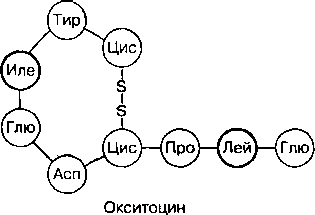 Тир
Цис
Иле
S
S
Глю
Цис
Про
Лей
Глю
Асп
Окситоцин